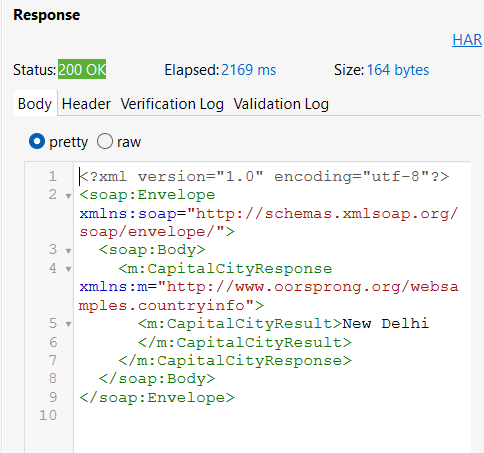 Response
HAR
Status: 200 OK Elapsed: 2169 ms Size: 164 bytes
Body Header Verification Log Validation Log
pretty raw
1 <?xml version="1.0" encoding="utf-8"?>
2 <soap:Envelope
xmlns:soap="http://schemas.xmlsoap.org/
soap/envelope/">
3 <soap:Body>
4 <m:CapitalCityResponse
xmlns:m="http://www.oorsprong.org/websa
mples.countryinfo">
5 <m:CapitalCityResult>New Delhi
6 </m:CapitalCityResult>
7 </m:CapitalCityResponse>
8 </soap:Body>
9 </soap:Envelope>
10